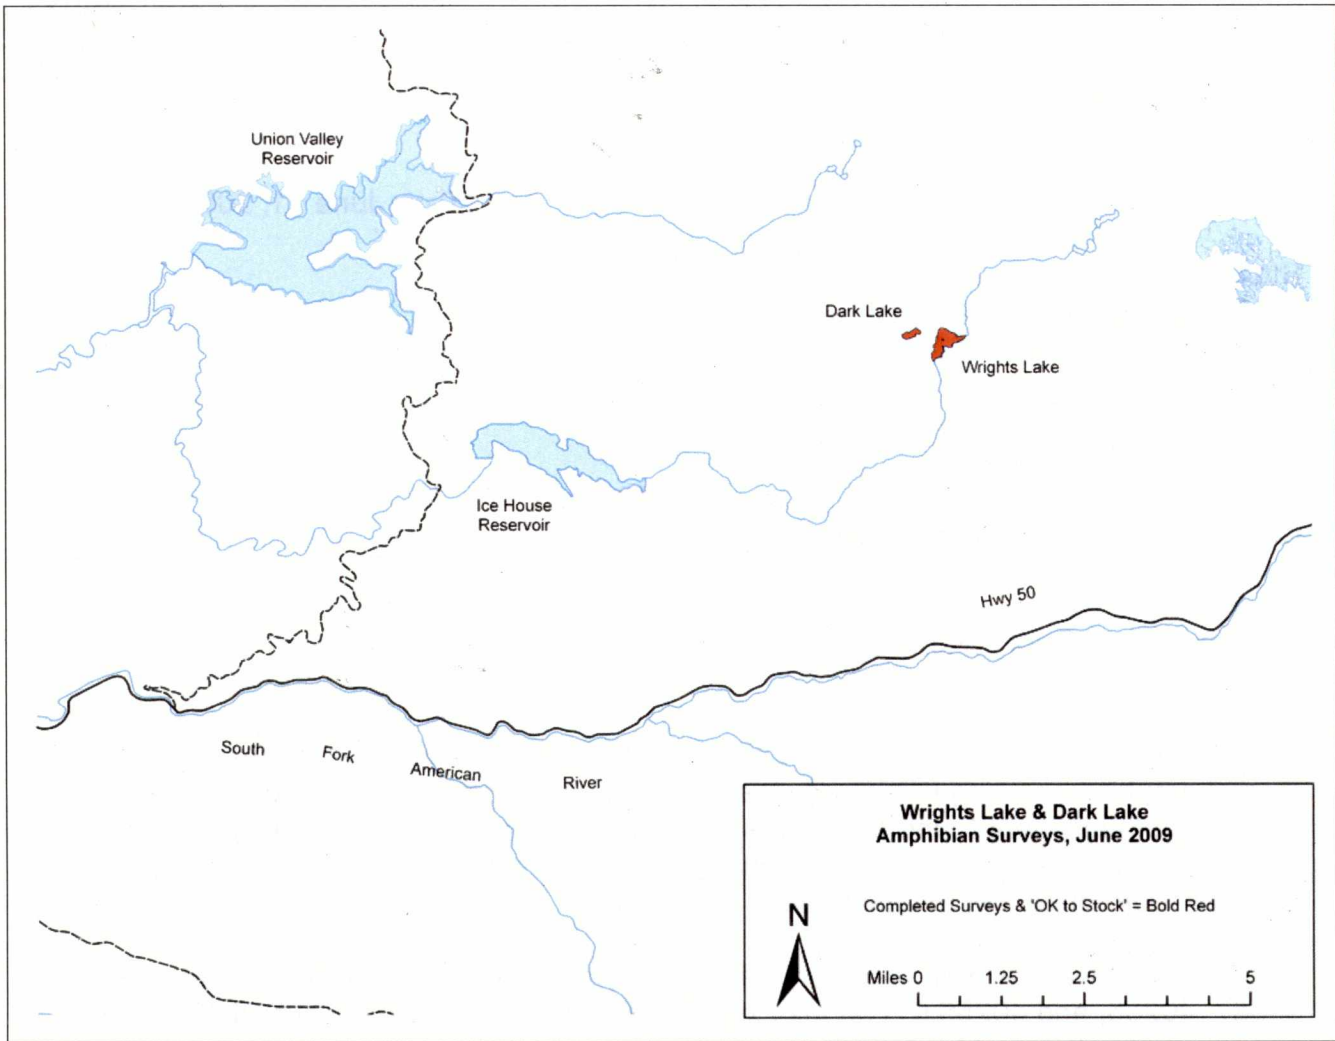 Union Valley
Reservoir
Dark Lake
Wrights Lake
Ice House
Reservoir
Hwy 50
South Fork American River
Wrights Lake & Dark Lake
Amphibian Surveys, June 2009
Completed Surveys & 'OK to Stock' = Bold Red
N
Miles 0 1.25 2.5 5